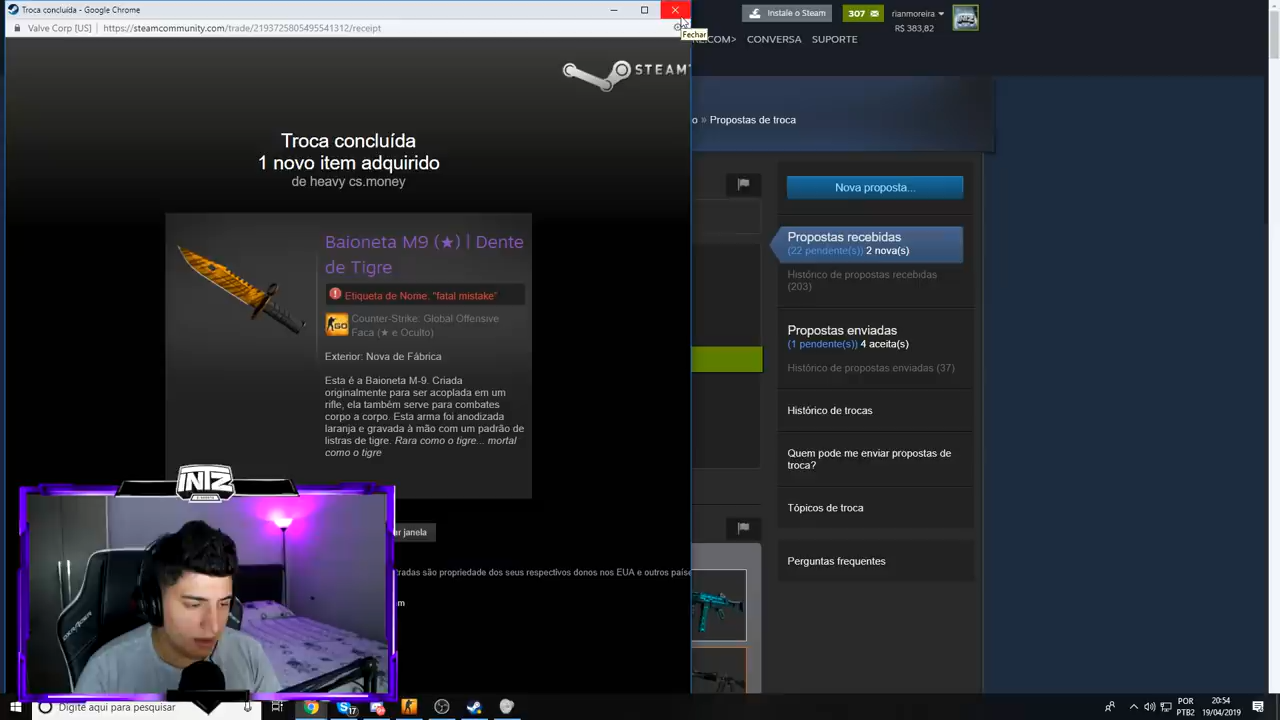 Troca concluída - Google Chrome
Valve Corp [US] | https://steamcommunity.com/trade/2193725805495541312/receipt
Fechar
STEAM
Troca concluída
1 novo item adquirido
de heavy cs.money
Baioneta M9 (★) | Dente
de Tigre
Etiqueta de Nome. "fatal mistake"
GO
Counter-Strike: Global Offensive
Faca (★ e Oculto)
Exterior: Nova de Fábrica
Esta é a Baioneta M-9. Criada
originalmente para ser acoplada em um
rifle, ela também serve para combates
corpo a corpo. Esta arma foi anodizada
laranja e gravada à mão com um padrão de
listras de tigre. Rara como o tigre... mortal
como o tigre
er janela
tradas são propriedade dos seus respectivos donos nos EUA e outros paíse
om
INTZ
Instale o Steam
307
rianmoreira
R$ 383,82
.COM>
CONVERSA
SUPORTE
o » Propostas de troca
Nova proposta...
Propostas recebidas
(22 pendente(s)) 2 nova(s)
Histórico de propostas recebidas
(203)
Propostas enviadas
(1 pendente(s)) 4 aceita(s)
Histórico de propostas enviadas (37)
Histórico de trocas
Quem pode me enviar propostas de
troca?
Tópicos de troca
Perguntas frequentes
Digite aqui para pesquisar
17
POR
PTB2
20:54
19/04/2019